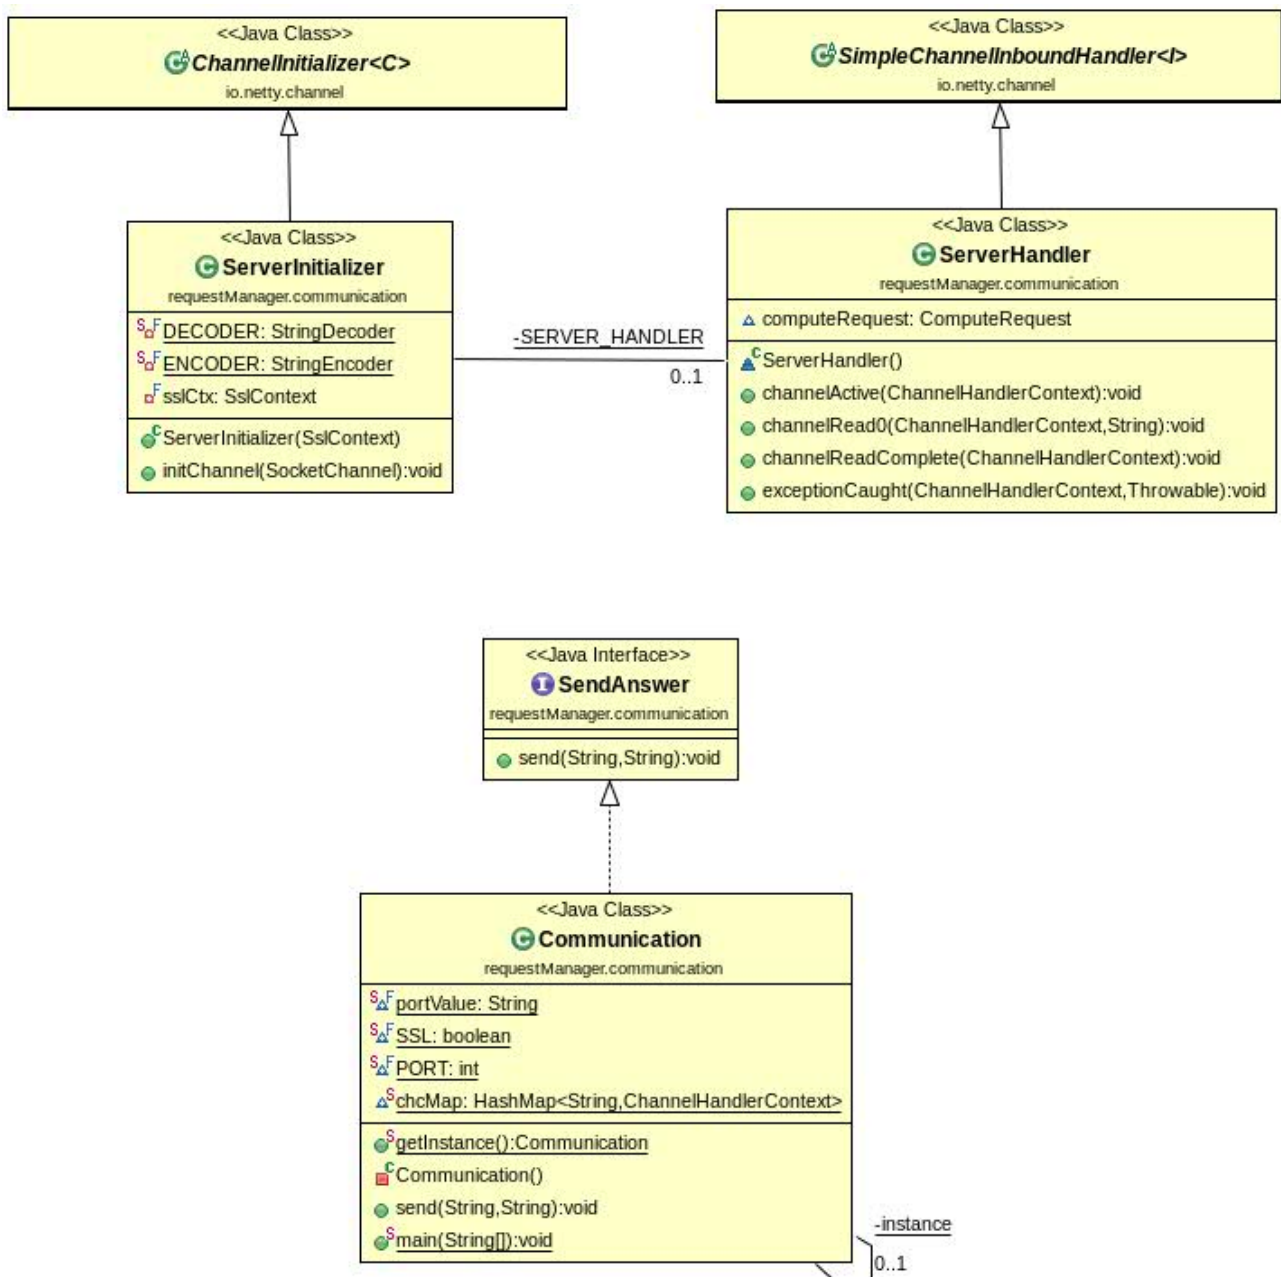 <<Java Class>>
ChannelInitializer<C>
io.netty.channel
<<Java Class>>
SimpleChannelInboundHandler<I>
io.netty.channel
<<Java Class>>
ServerInitializer
requestManager.communication
DECODER: StringDecoder
ENCODER: StringEncoder
sslCtx: SslContext
ServerInitializer(SslContext)
initChannel(SocketChannel):void
-SERVER_HANDLER
0..1
<<Java Class>>
ServerHandler
requestManager.communication
computeRequest: ComputeRequest
ServerHandler()
channelActive(ChannelHandlerContext):void
channelRead0(ChannelHandlerContext,String):void
channelReadComplete(ChannelHandlerContext):void
exceptionCaught(ChannelHandlerContext,Throwable):void
<<Java Interface>>
SendAnswer
requestManager.communication
send(String,String):void
<<Java Class>>
Communication
requestManager.communication
portValue: String
SSL: boolean
PORT: int
chcMap: HashMap<String,ChannelHandlerContext>
getInstance():Communication
Communication()
send(String,String):void
main(String[]):void
-instance
0..1